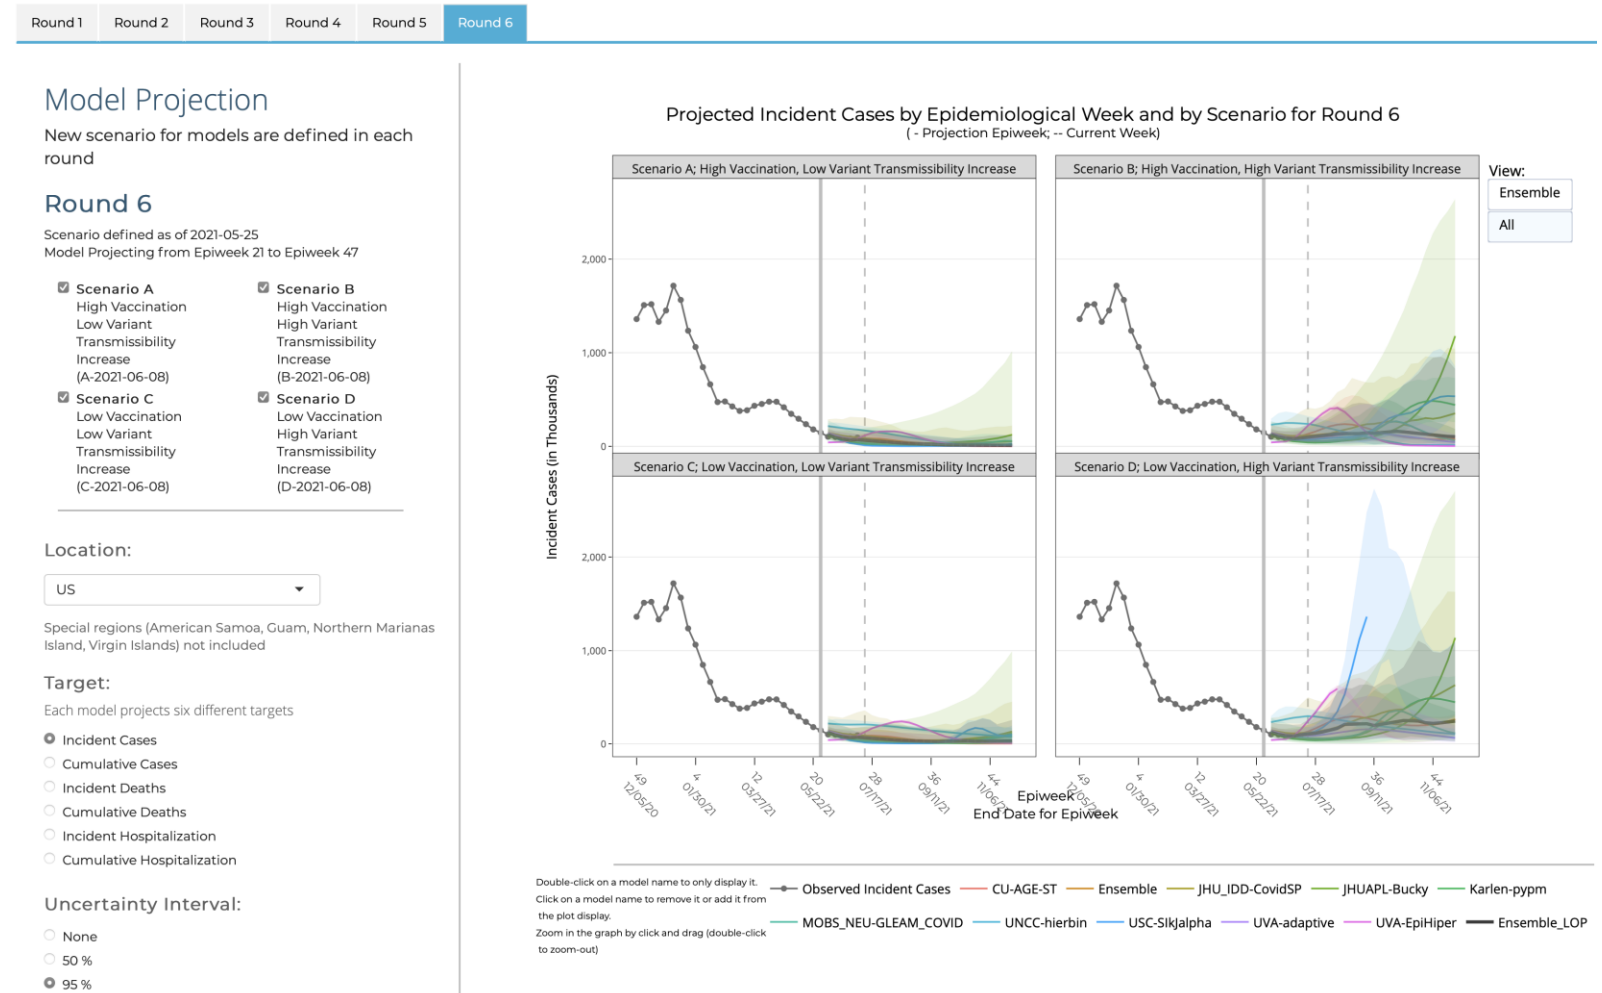 Round 1 Round 2 Round 3 Round 4 Round 5 Round 6
Model Projection
New scenario for models are defined in each
round
Round 6
Scenario defined as of 2021-05-25
Model Projecting from Epiweek 21 to Epiweek 47
Scenario A
High Vaccination
Low Variant
Transmissibility
Increase
(A-2021-06-08)
Scenario B
High Vaccination
High Variant
Transmissibility
Increase
(B-2021-06-08)
Scenario C
Low Vaccination
Low Variant
Transmissibility
Increase
(C-2021-06-08)
Scenario D
Low Vaccination
High Variant
Transmissibility
Increase
(D-2021-06-08)
Location:
US
Special regions (American Samoa, Guam, Northern Marianas
Island, Virgin Islands) not included
Target:
Each model projects six different targets
Incident Cases
Cumulative Cases
Incident Deaths
Cumulative Deaths
Incident Hospitalization
Cumulative Hospitalization
Uncertainty Interval:
None
50 %
95 %
Projected Incident Cases by Epidemiological Week and by Scenario for Round 6
( - Projection Epiweek; -- Current Week)
Scenario A; High Vaccination, Low Variant Transmissibility Increase
Scenario B; High Vaccination, High Variant Transmissibility Increase
View:
Ensemble
All
2,000
1,000
0
Scenario C; Low Vaccination, Low Variant Transmissibility Increase
Scenario D; Low Vaccination, High Variant Transmissibility Increase
2,000
1,000
0
Incident Cases (in Thousands)
49 4 12 20 28 36 44
12/05/20 01/30/21 03/27/21 05/22/21 07/17/21 09/11/21 11/06/21
49 4 12 20 28 36 44
12/05/20 01/30/21 03/27/21 05/22/21 07/17/21 09/11/21 11/06/21
Epiweek
End Date for Epiweek
Double-click on a model name to only display it.
Click on a model name to remove it or add it from
the plot display.
Zoom in the graph by click and drag (double-click
to zoom-out)
Observed Incident Cases CU-AGE-ST Ensemble JHU_IDD-CovidSP JHUAPL-Bucky Karlen-pypm
MOBS_NEU-GLEAM_COVID UNCC-hierbin USC-SIkJalpha UVA-adaptive UVA-EpiHiper Ensemble_LOP